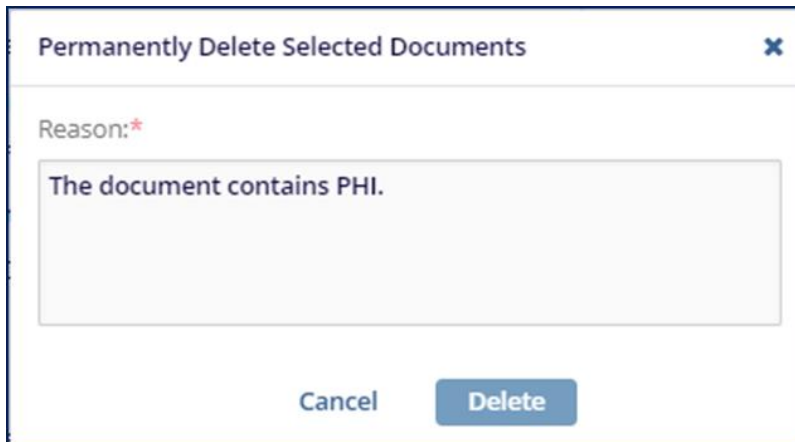 Permanently Delete Selected Documents
Reason:*
The document contains PHI.
Cancel Delete